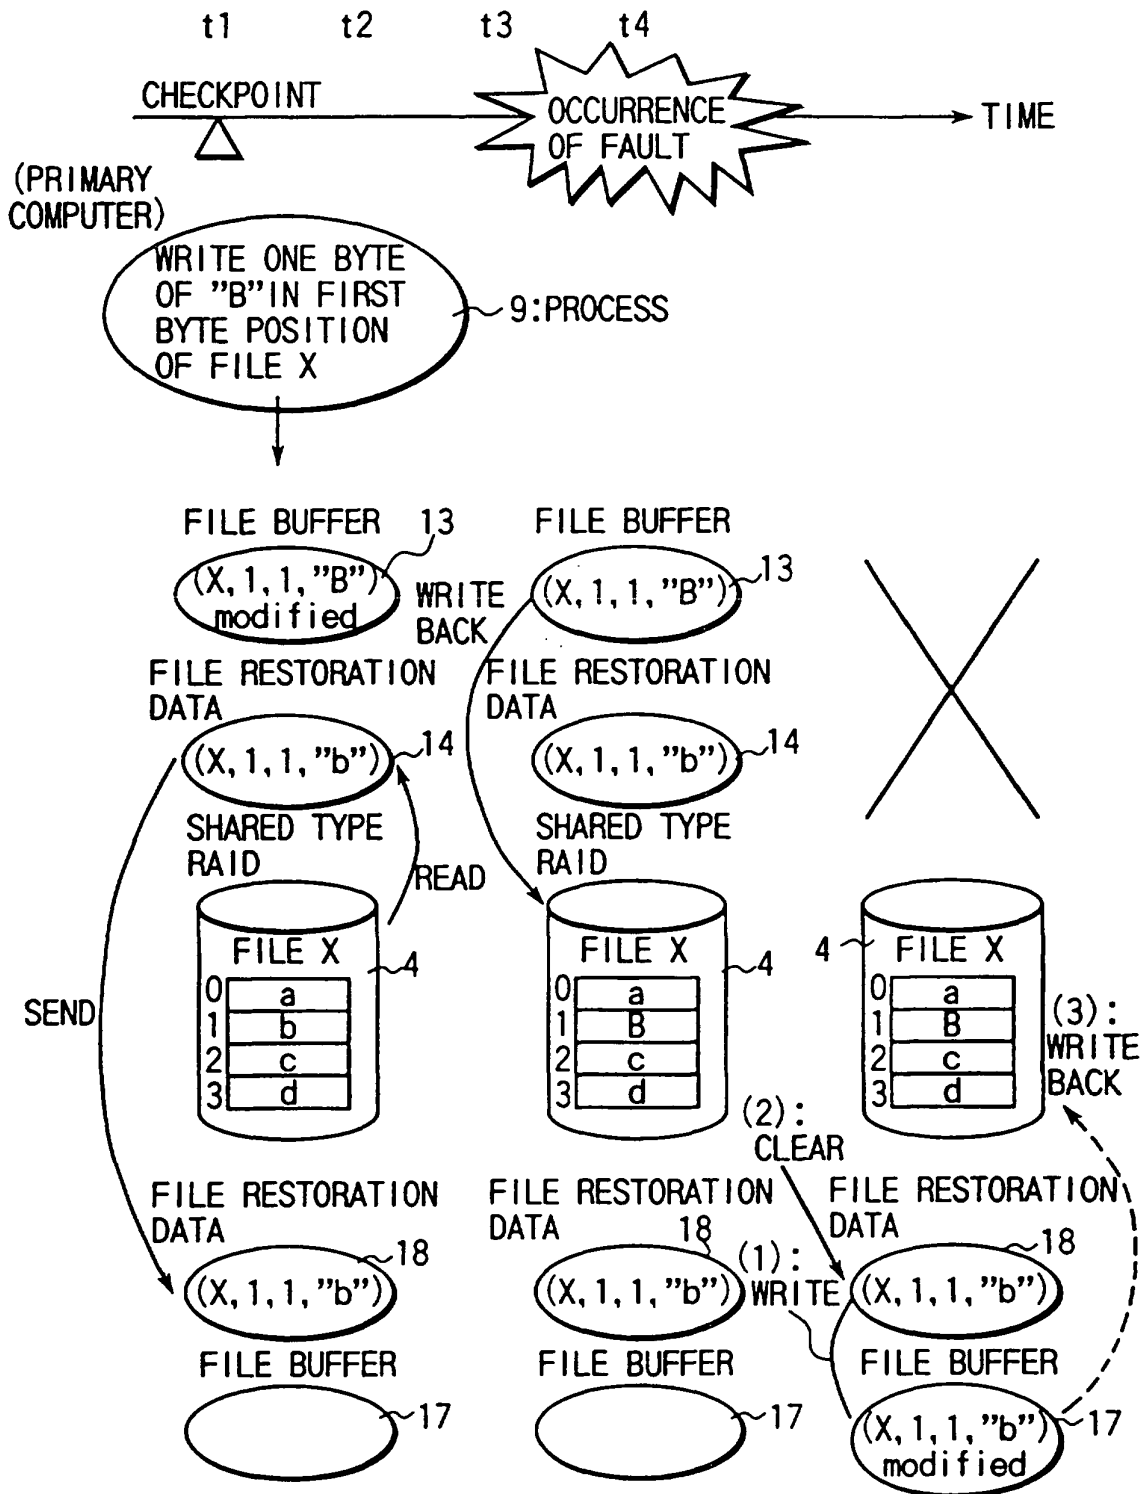 t1 t2 t3 t4
CHECKPOINT
OCCURRENCE
OF FAULT
TIME
(PRIMARY
COMPUTER)
WRITE ONE BYTE
OF "B" IN FIRST
BYTE POSITION
OF FILE X
9:PROCESS
FILE BUFFER 13
(X, 1, 1, "B")
modified
FILE BUFFER
13
(X, 1, 1, "B")
WRITE
BACK
FILE RESTORATION
DATA
14
(X, 1, 1, "b")
FILE RESTORATION
DATA
14
(X, 1, 1, "b")
SHARED TYPE
RAID
READ
SHARED TYPE
RAID
SEND
FILE X
4
0 a
1 b
2 c
3 d
FILE X
4
0 a
1 B
2 c
3 d
4 FILE X
0 a
1 B
2 c
3 d
(3):
WRITE
BACK
(2):
CLEAR
FILE RESTORATION
DATA
18
(X, 1, 1, "b")
FILE RESTORATION
DATA
18
(X, 1, 1, "b")
(1):
WRITE
FILE RESTORATION
DATA
18
(X, 1, 1, "b")
FILE BUFFER
17
FILE BUFFER
17
FILE BUFFER
17
(X, 1, 1, "b")
modified